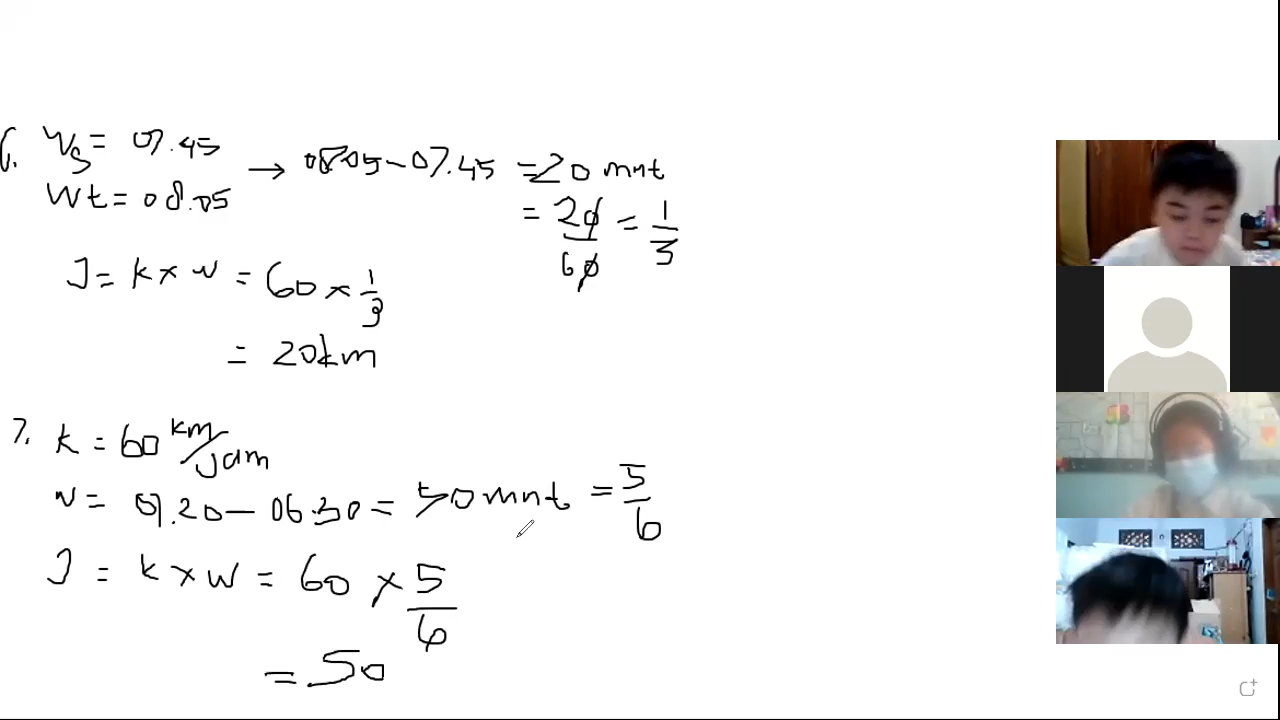 6. Ws = 07.45
Wt = 08.05
→ 08.05 - 07.45 = 20 mnt
= 20/60 = 1/3
J = k x w = 60 x 1/3
= 20km
7. k = 60 km/jam
w = 07.20 - 06.30 = 50 mnt = 5/6
J = k x w = 60 x 5/6
= 50